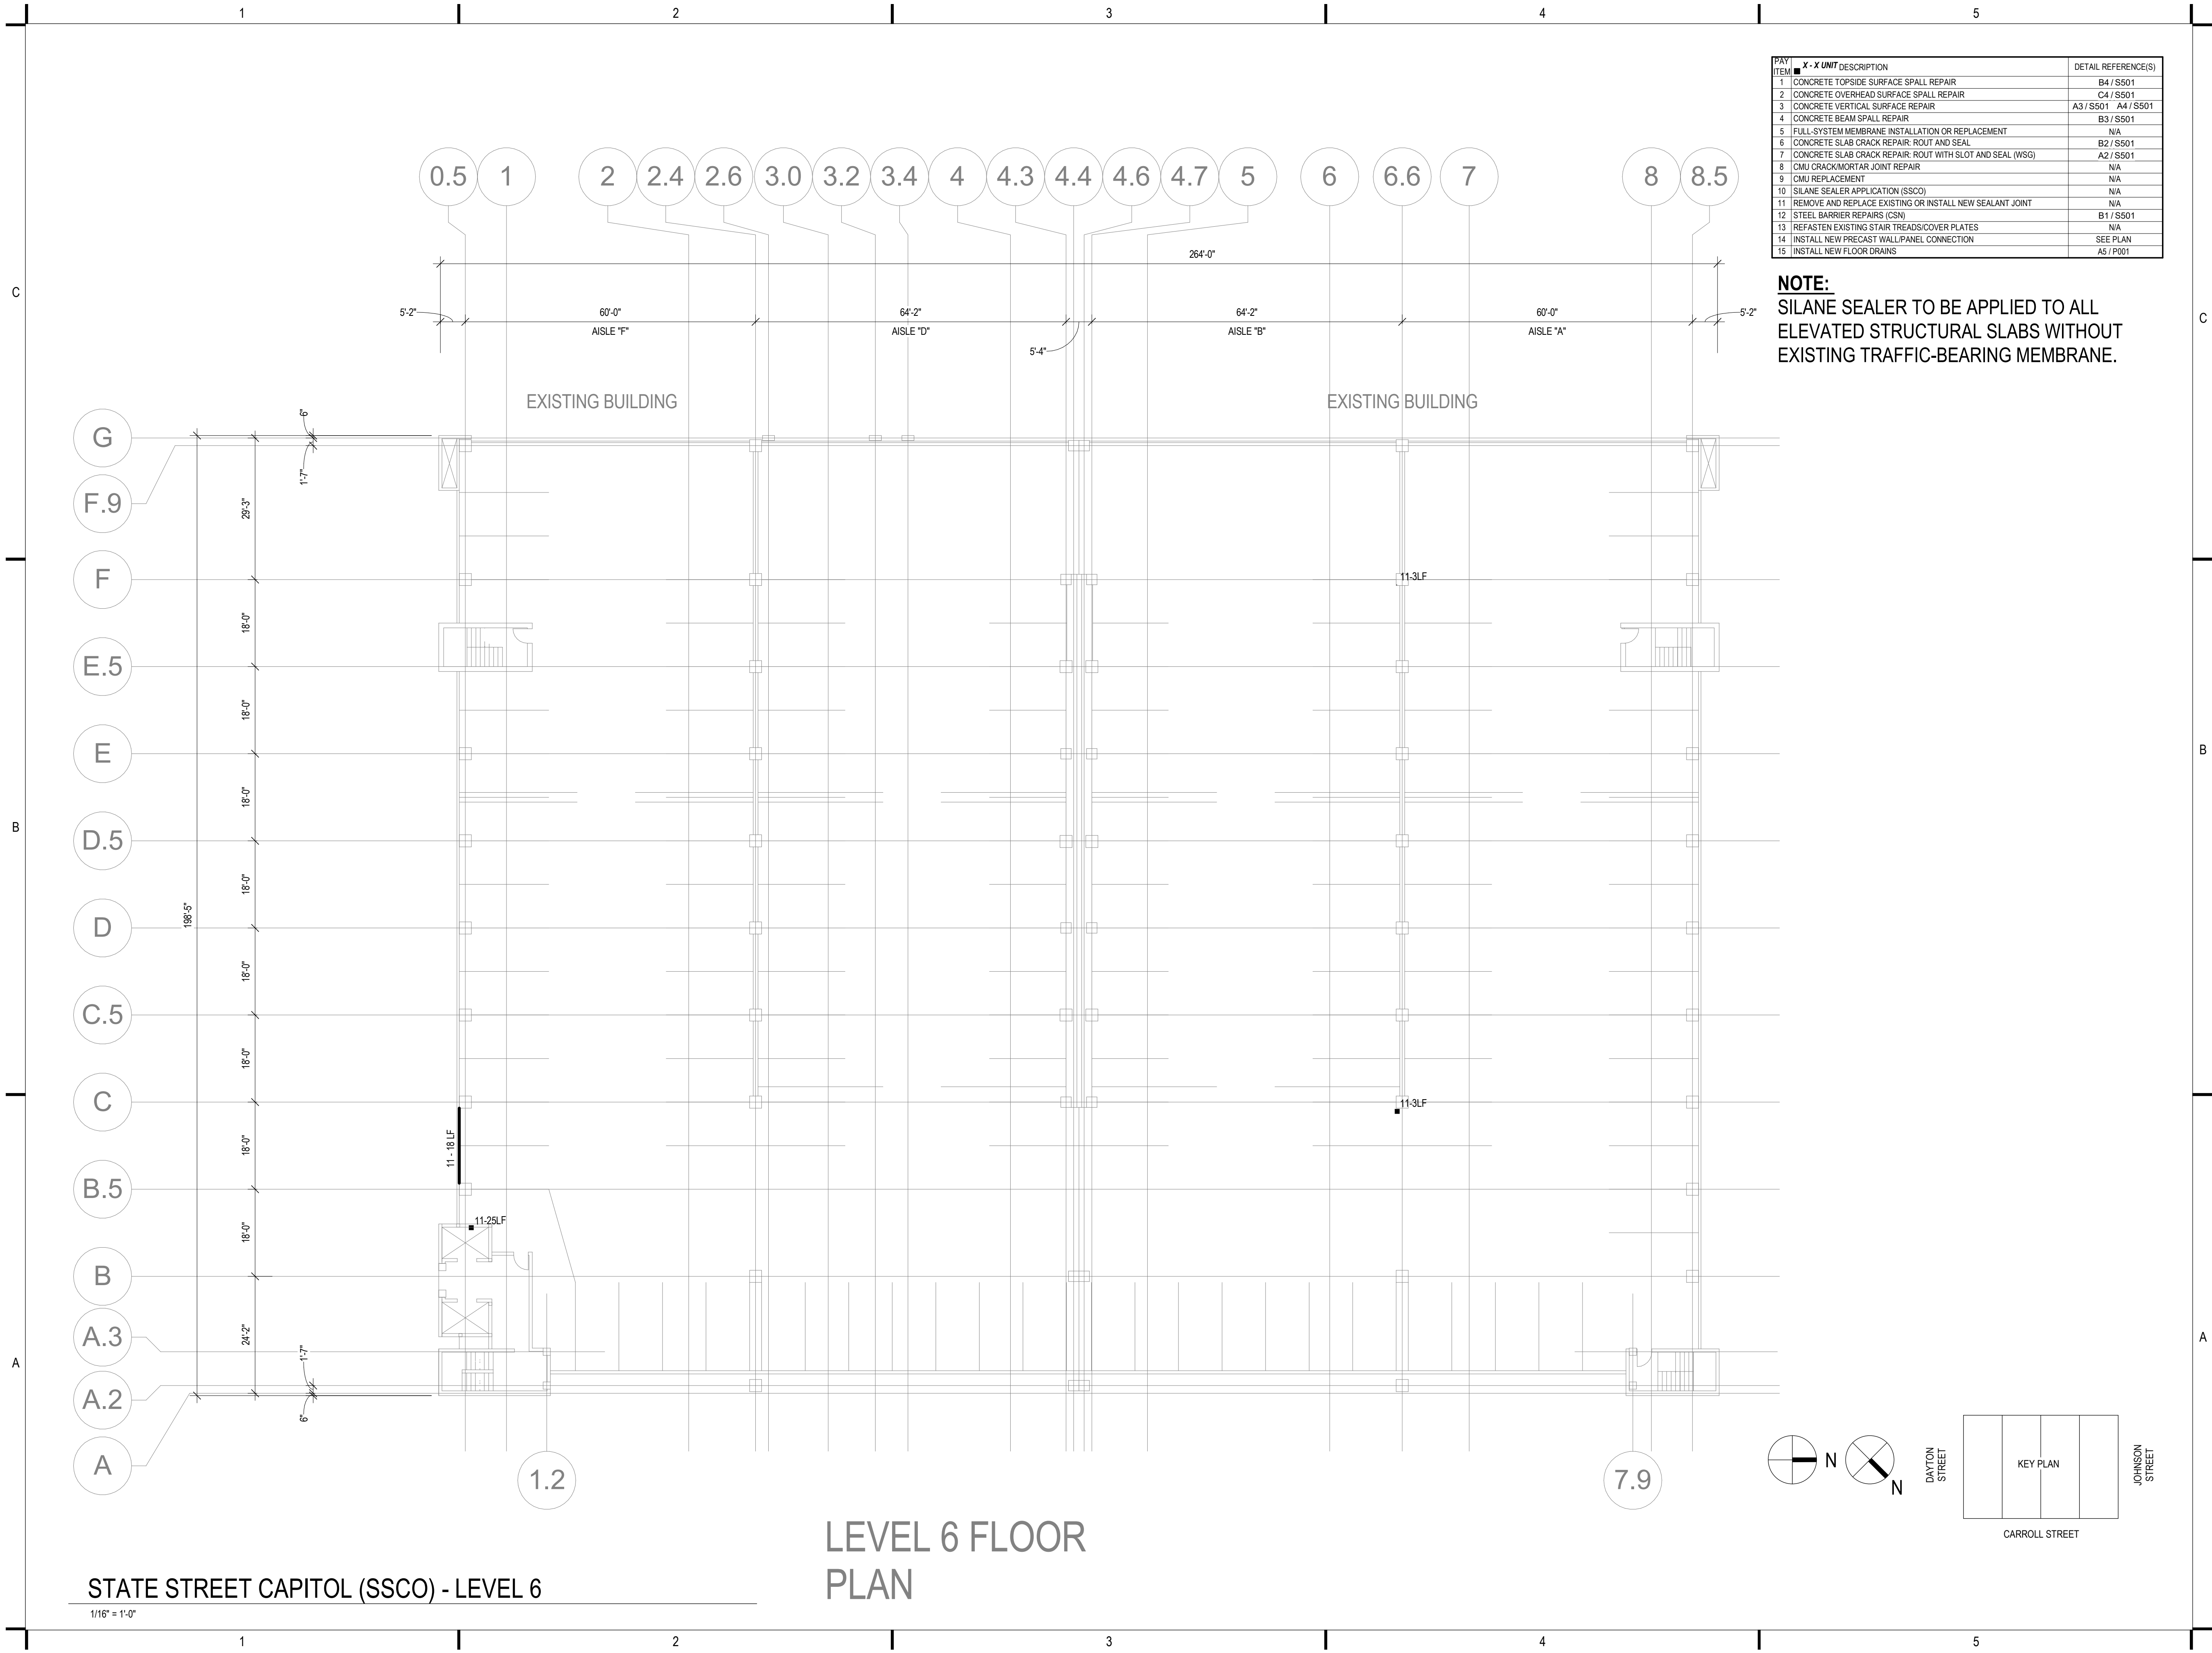 1 2 3 4 5
PAY ITEM X - X UNIT DESCRIPTION DETAIL REFERENCE(S)
1 CONCRETE TOPSIDE SURFACE SPALL REPAIR B4 / S501
2 CONCRETE OVERHEAD SURFACE SPALL REPAIR C4 / S501
3 CONCRETE VERTICAL SURFACE REPAIR A3 / S501 A4 / S501
4 CONCRETE BEAM SPALL REPAIR B3 / S501
5 FULL-SYSTEM MEMBRANE INSTALLATION OR REPLACEMENT N/A
6 CONCRETE SLAB CRACK REPAIR: ROUT AND SEAL B2 / S501
7 CONCRETE SLAB CRACK REPAIR: ROUT WITH SLOT AND SEAL (WSG) A2 / S501
8 CMU CRACK/MORTAR JOINT REPAIR N/A
9 CMU REPLACEMENT N/A
10 SILANE SEALER APPLICATION (SSCO) N/A
11 REMOVE AND REPLACE EXISTING OR INSTALL NEW SEALANT JOINT N/A
12 STEEL BARRIER REPAIRS (CSN) B1 / S501
13 REFASTEN EXISTING STAIR TREADS/COVER PLATES N/A
14 INSTALL NEW PRECAST WALL/PANEL CONNECTION SEE PLAN
15 INSTALL NEW FLOOR DRAINS A5 / P001
NOTE:
SILANE SEALER TO BE APPLIED TO ALL
ELEVATED STRUCTURAL SLABS WITHOUT
EXISTING TRAFFIC-BEARING MEMBRANE.
0.5 1 2 2.4 2.6 3.0 3.2 3.4 4 4.3 4.4 4.6 4.7 5 6 6.6 7 8 8.5
264'-0"
C C
5'-2" 60'-0" 64'-2" 64'-2" 60'-0" 5'-2"
AISLE "F" AISLE "D" AISLE "B" AISLE "A"
5'-4"
EXISTING BUILDING EXISTING BUILDING
6"
G
1'-7"
F.9
29'-3"
F
11-3LF
18'-0"
E.5
18'-0"
E
B
18'-0"
B
D.5
18'-0"
198'-5"
D
18'-0"
C.5
18'-0"
C
11-3LF
18'-0"
11 - 18 LF
B.5
11-25LF
18'-0"
B
A.3
24'-2"
A
1'-7"
A
A.2
6"
A
1.2 7.9
N
N
DAYTON
STREET
KEY PLAN
JOHNSON
STREET
CARROLL STREET
LEVEL 6 FLOOR
PLAN
STATE STREET CAPITOL (SSCO) - LEVEL 6
1/16" = 1'-0"
1 2 3 4 5